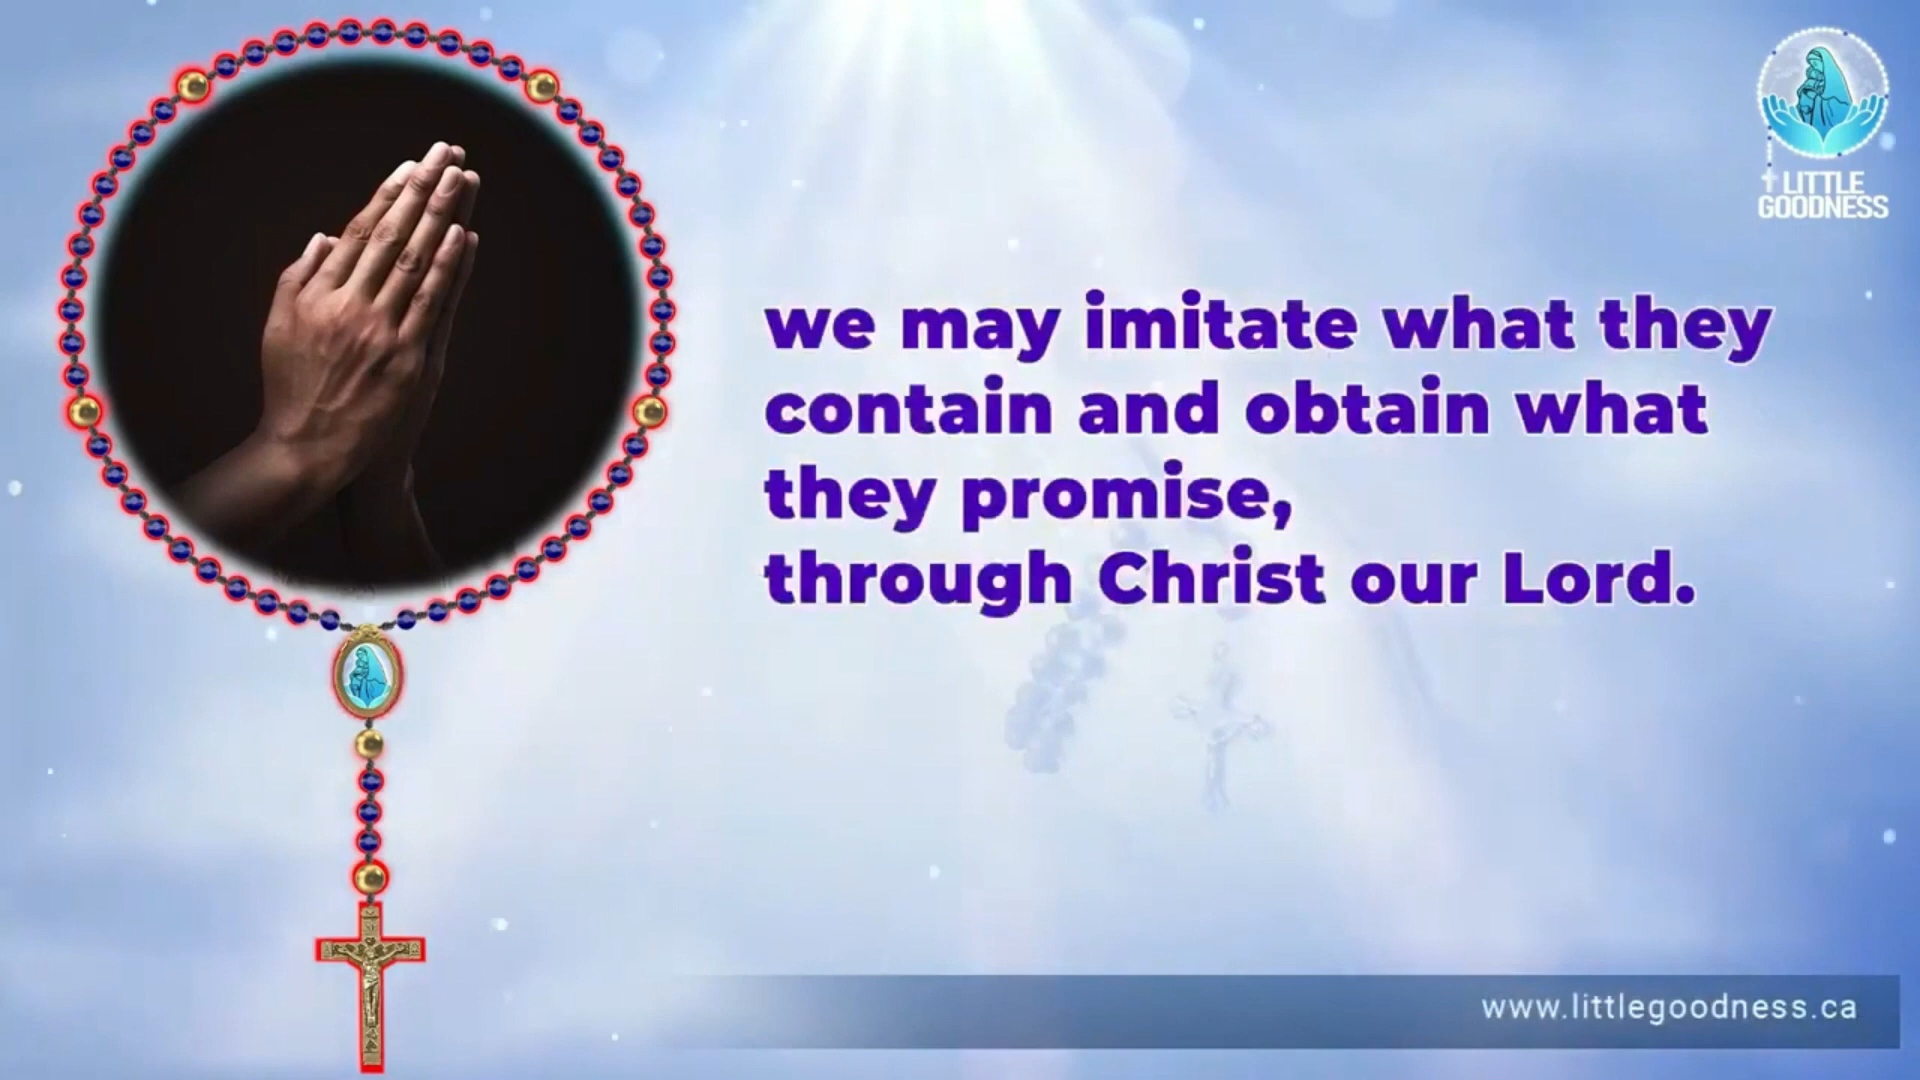 LITTLE
GOODNESS
we may imitate what they
contain and obtain what
they promise,
through Christ our Lord.
www.littlegoodness.ca